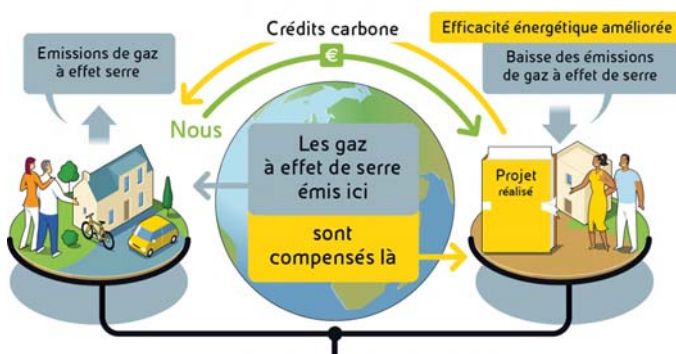 Crédits carbone
€
Efficacité énergétique améliorée
Emissions de gaz
à effet serre
Baisse des émissions
de gaz à effet de serre
Nous
Les gaz
à effet de serre
émis ici
Projet
réalisé
sont
compensés là